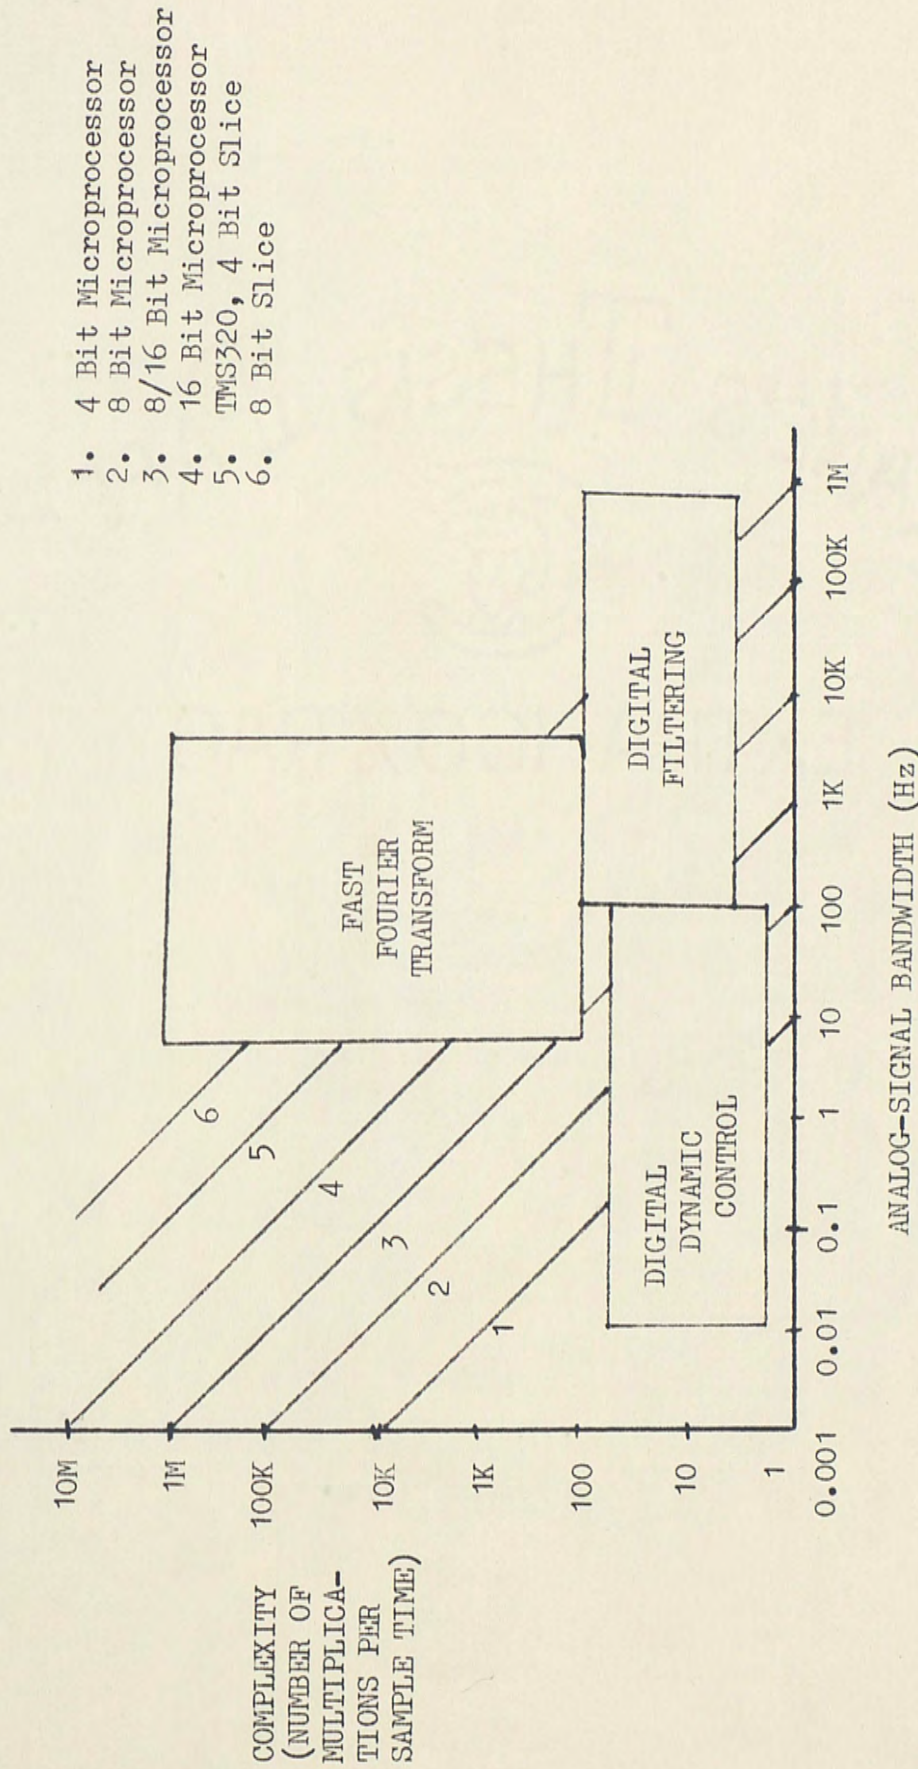 1. 4 Bit Microprocessor
2. 8 Bit Microprocessor
3. 8/16 Bit Microprocessor
4. 16 Bit Microprocessor
5. TMS320, 4 Bit Slice
6. 8 Bit Slice
COMPLEXITY
(NUMBER OF
MULTIPLICA-
TIONS PER
SAMPLE TIME)
10M
1M
100K
10K
1K
100
10
1
6
5
4
3
2
1
FAST
FOURIER
TRANSFORM
DIGITAL
DYNAMIC
CONTROL
DIGITAL
FILTERING
0.001
0.01
0.1
1
10
100
1K
10K
100K
1M
ANALOG-SIGNAL BANDWIDTH (Hz)